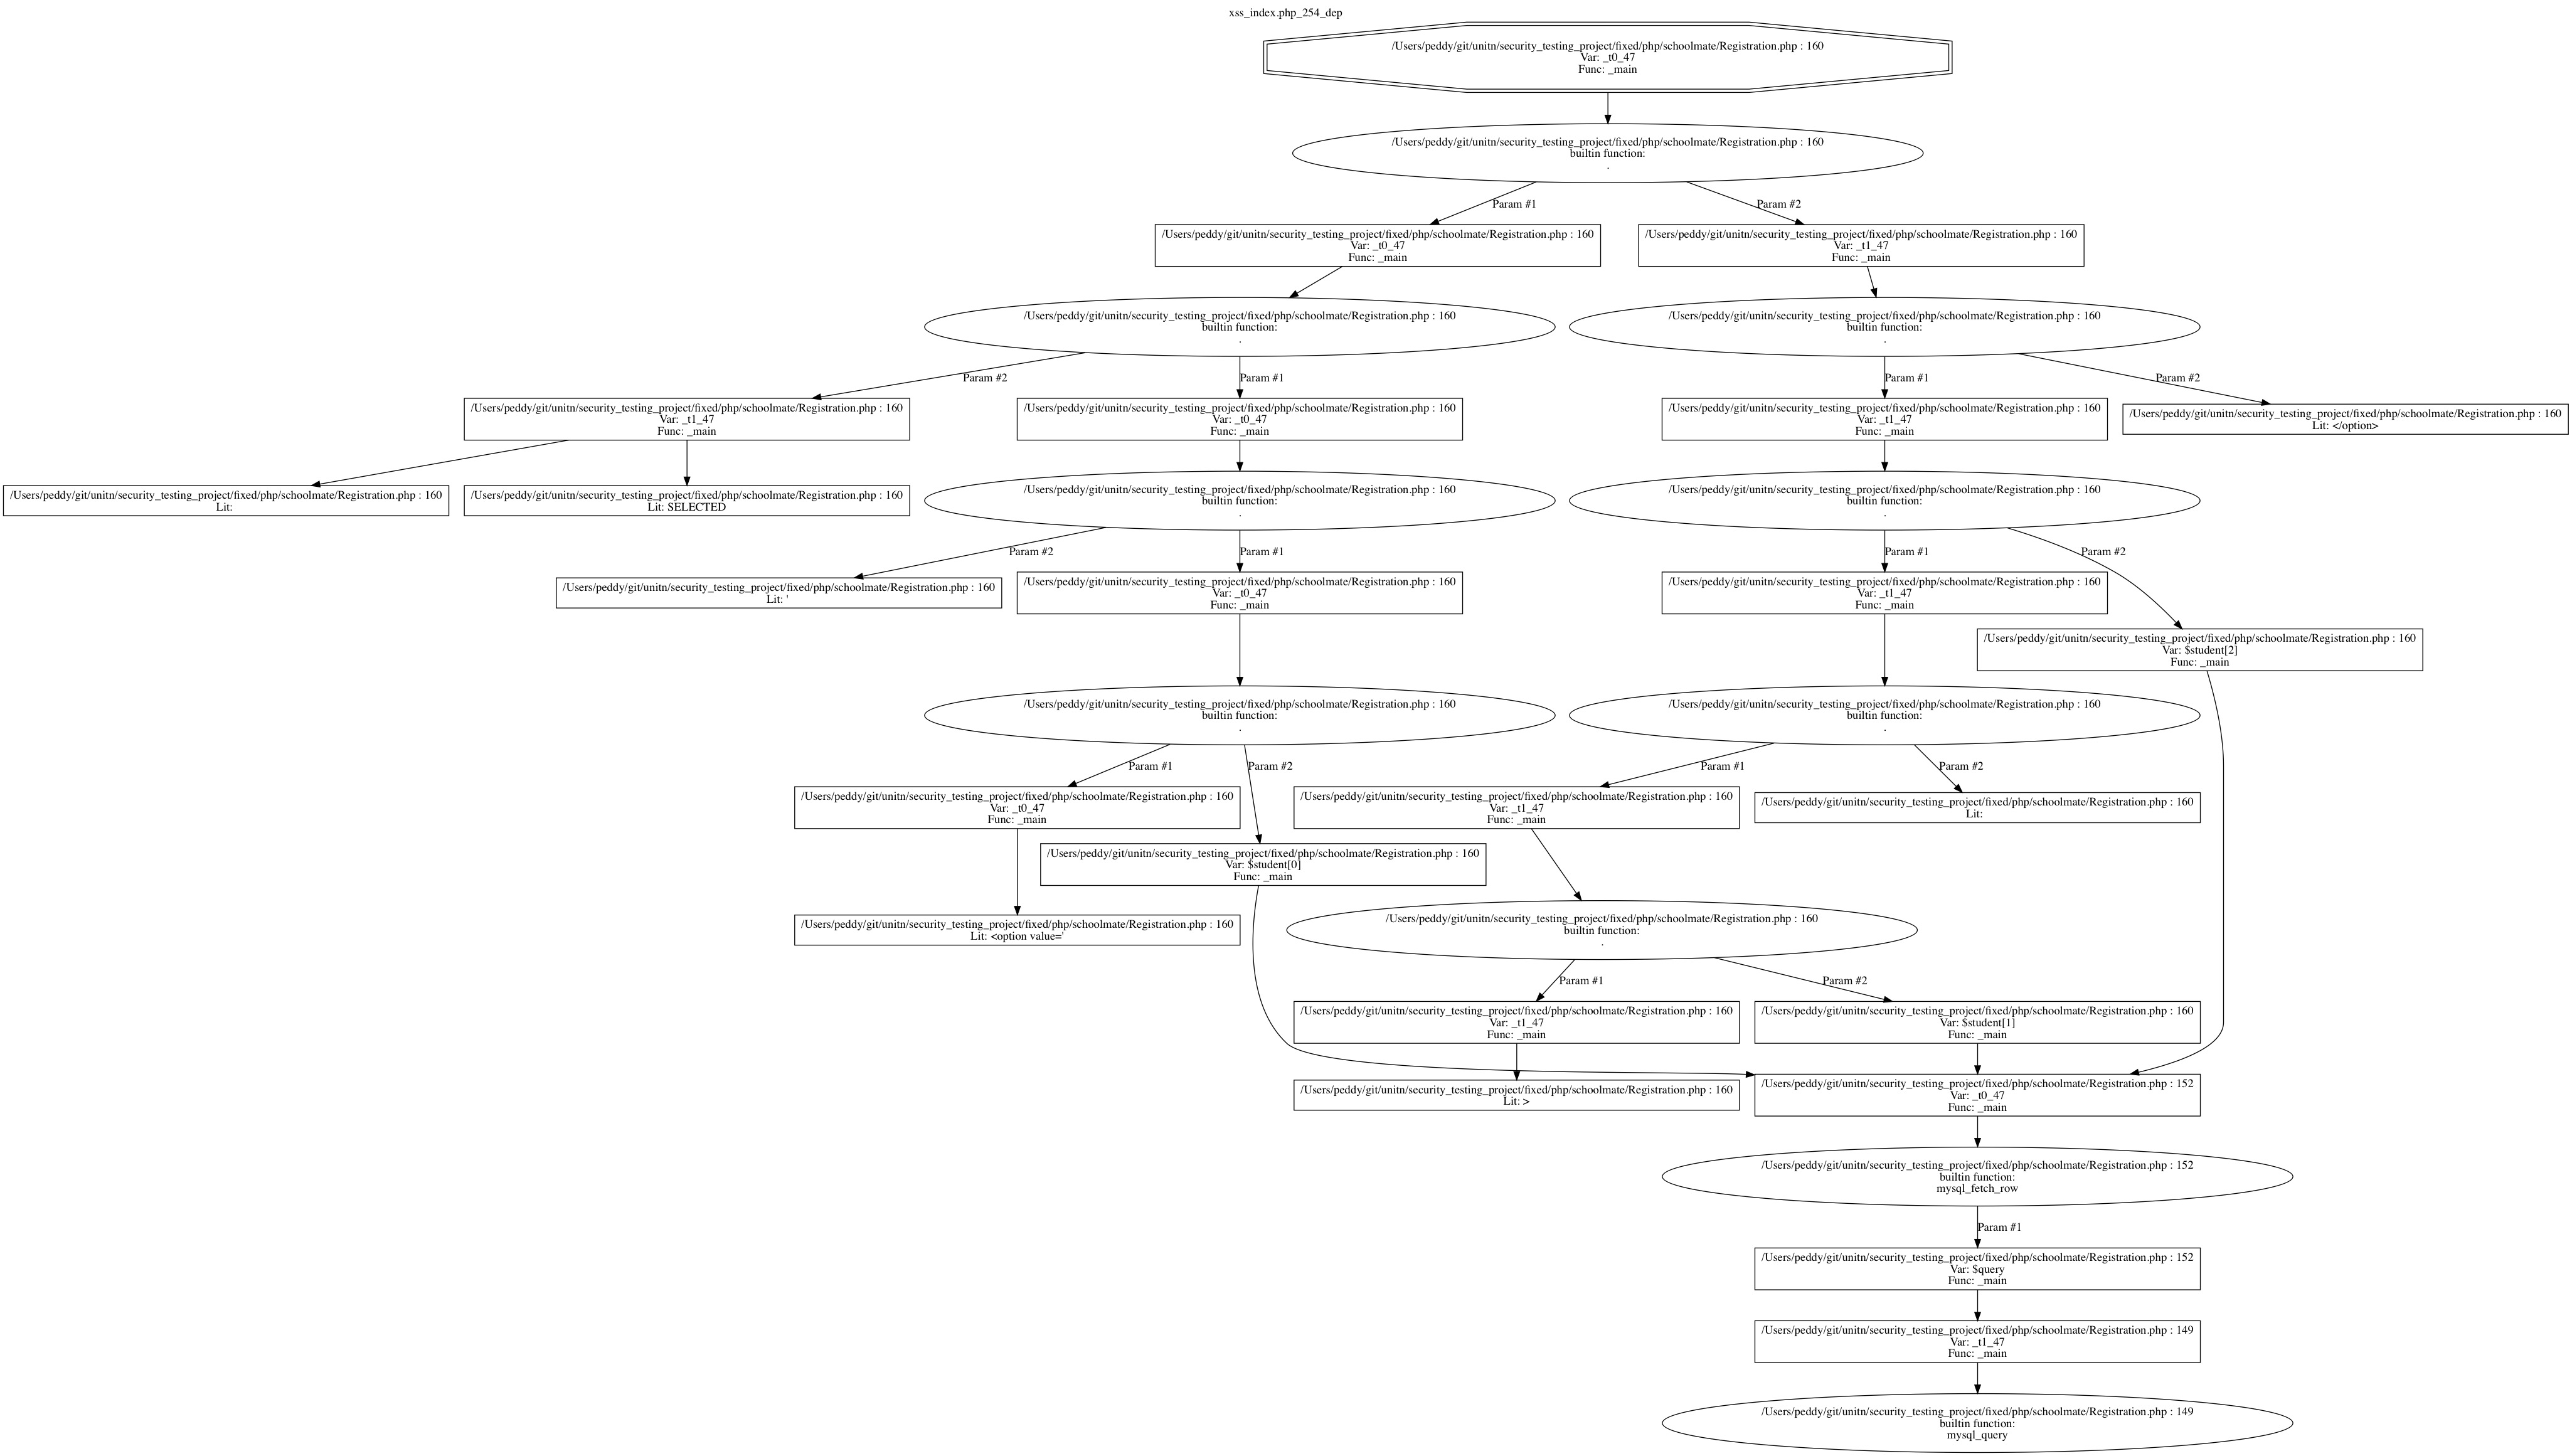 xss_index.php_254_dep
/Users/peddy/git/unitn/security_testing_project/fixed/php/schoolmate/Registration.php : 160
Var: _t0_47
Func: _main
/Users/peddy/git/unitn/security_testing_project/fixed/php/schoolmate/Registration.php : 160
builtin function:
.
Param #1
Param #2
/Users/peddy/git/unitn/security_testing_project/fixed/php/schoolmate/Registration.php : 160
Var: _t0_47
Func: _main
/Users/peddy/git/unitn/security_testing_project/fixed/php/schoolmate/Registration.php : 160
Var: _t1_47
Func: _main
/Users/peddy/git/unitn/security_testing_project/fixed/php/schoolmate/Registration.php : 160
builtin function:
.
/Users/peddy/git/unitn/security_testing_project/fixed/php/schoolmate/Registration.php : 160
builtin function:
.
Param #2
Param #1
Param #1
Param #2
/Users/peddy/git/unitn/security_testing_project/fixed/php/schoolmate/Registration.php : 160
Var: _t1_47
Func: _main
/Users/peddy/git/unitn/security_testing_project/fixed/php/schoolmate/Registration.php : 160
Var: _t0_47
Func: _main
/Users/peddy/git/unitn/security_testing_project/fixed/php/schoolmate/Registration.php : 160
Var: _t1_47
Func: _main
/Users/peddy/git/unitn/security_testing_project/fixed/php/schoolmate/Registration.php : 160
Lit: </option>
/Users/peddy/git/unitn/security_testing_project/fixed/php/schoolmate/Registration.php : 160
Lit:
/Users/peddy/git/unitn/security_testing_project/fixed/php/schoolmate/Registration.php : 160
Lit: SELECTED
/Users/peddy/git/unitn/security_testing_project/fixed/php/schoolmate/Registration.php : 160
builtin function:
.
/Users/peddy/git/unitn/security_testing_project/fixed/php/schoolmate/Registration.php : 160
builtin function:
.
Param #2
Param #1
Param #1
Param #2
/Users/peddy/git/unitn/security_testing_project/fixed/php/schoolmate/Registration.php : 160
Lit: '
/Users/peddy/git/unitn/security_testing_project/fixed/php/schoolmate/Registration.php : 160
Var: _t0_47
Func: _main
/Users/peddy/git/unitn/security_testing_project/fixed/php/schoolmate/Registration.php : 160
Var: _t1_47
Func: _main
/Users/peddy/git/unitn/security_testing_project/fixed/php/schoolmate/Registration.php : 160
Var: $student[2]
Func: _main
/Users/peddy/git/unitn/security_testing_project/fixed/php/schoolmate/Registration.php : 160
builtin function:
.
/Users/peddy/git/unitn/security_testing_project/fixed/php/schoolmate/Registration.php : 160
builtin function:
.
Param #1
Param #2
Param #1
Param #2
/Users/peddy/git/unitn/security_testing_project/fixed/php/schoolmate/Registration.php : 160
Var: _t0_47
Func: _main
/Users/peddy/git/unitn/security_testing_project/fixed/php/schoolmate/Registration.php : 160
Var: _t1_47
Func: _main
/Users/peddy/git/unitn/security_testing_project/fixed/php/schoolmate/Registration.php : 160
Lit:
/Users/peddy/git/unitn/security_testing_project/fixed/php/schoolmate/Registration.php : 160
Var: $student[0]
Func: _main
/Users/peddy/git/unitn/security_testing_project/fixed/php/schoolmate/Registration.php : 160
Lit: <option value='
/Users/peddy/git/unitn/security_testing_project/fixed/php/schoolmate/Registration.php : 160
builtin function:
.
Param #1
Param #2
/Users/peddy/git/unitn/security_testing_project/fixed/php/schoolmate/Registration.php : 160
Var: _t1_47
Func: _main
/Users/peddy/git/unitn/security_testing_project/fixed/php/schoolmate/Registration.php : 160
Var: $student[1]
Func: _main
/Users/peddy/git/unitn/security_testing_project/fixed/php/schoolmate/Registration.php : 160
Lit: >
/Users/peddy/git/unitn/security_testing_project/fixed/php/schoolmate/Registration.php : 152
Var: _t0_47
Func: _main
/Users/peddy/git/unitn/security_testing_project/fixed/php/schoolmate/Registration.php : 152
builtin function:
mysql_fetch_row
Param #1
/Users/peddy/git/unitn/security_testing_project/fixed/php/schoolmate/Registration.php : 152
Var: $query
Func: _main
/Users/peddy/git/unitn/security_testing_project/fixed/php/schoolmate/Registration.php : 149
Var: _t1_47
Func: _main
/Users/peddy/git/unitn/security_testing_project/fixed/php/schoolmate/Registration.php : 149
builtin function:
mysql_query